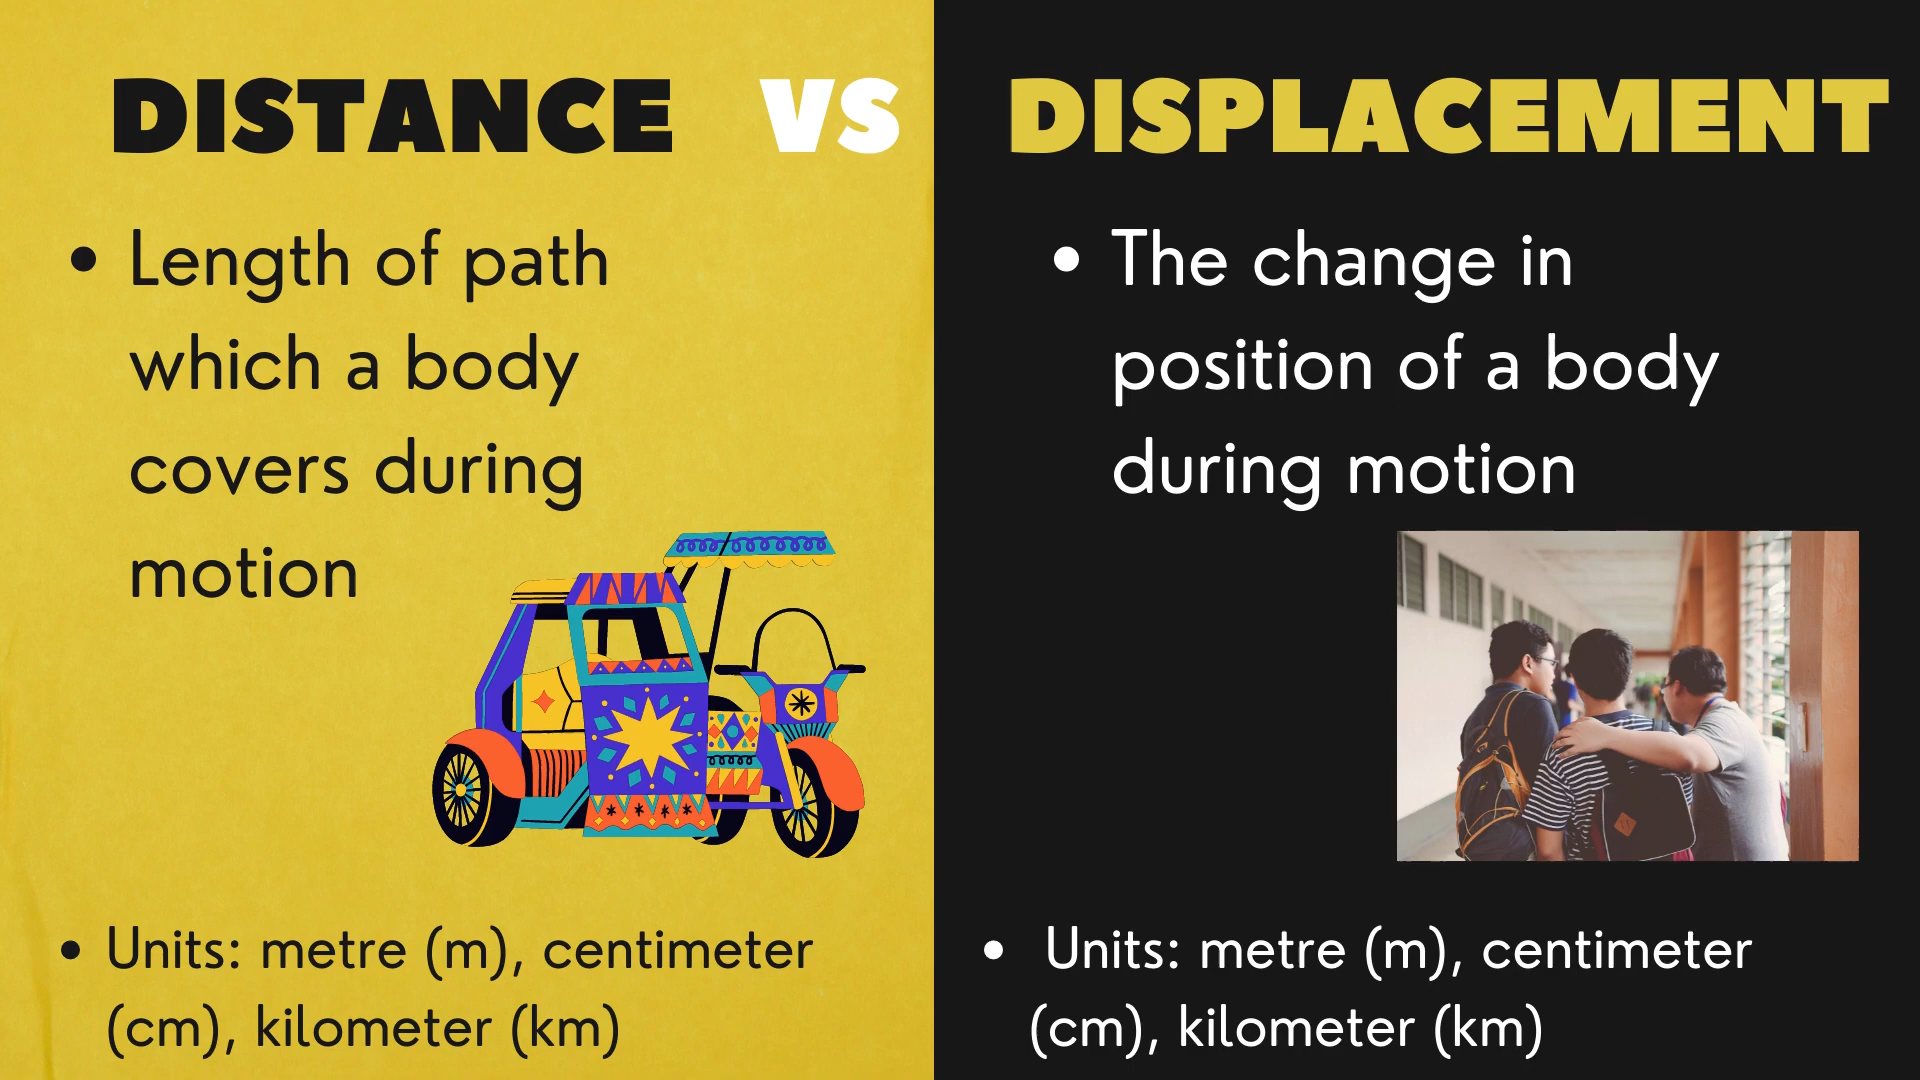 DISTANCE VS DISPLACEMENT
• Length of path
which a body
covers during
motion
• Units: metre (m), centimeter
(cm), kilometer (km)
• The change in
position of a body
during motion
• Units: metre (m), centimeter
(cm), kilometer (km)